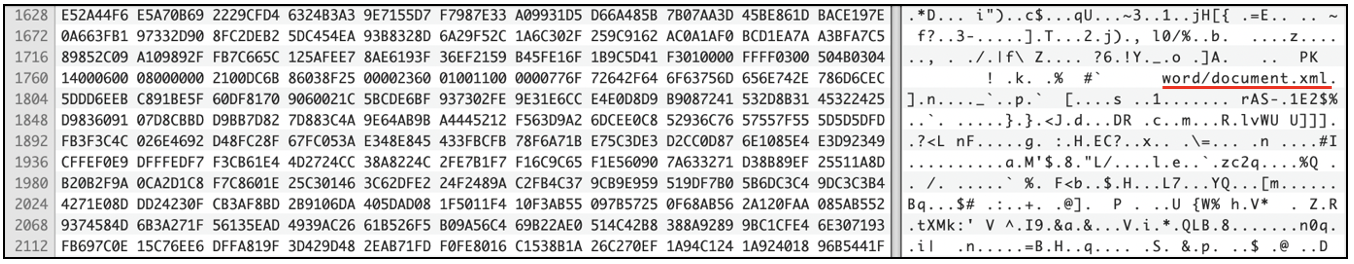 1628 E52A44F6 E5A70B69 2229CFD4 6324B3A3 9E7155D7 F7987E33 A09931D5 D66A485B 7B07AA3D 45BE861D BACE197E .*D... i")..c$...qU...~3..1..jH[{ .=E.. .. ~
1672 0A663FB1 97332D90 8FC2DEB2 5DC454EA 93B8328D 6A29F52C 1A6C302F 259C9162 AC0A1AF0 BCD1EA7A A3BFA7C5 f?..3-.....].T...2.j)., l0/%..b. ....z....
1716 89852C09 A109892F FB7C665C 125AFEE7 8AE6193F 36EF2159 B45FE16F 1B9C5D41 F3010000 FFFF0300 504B0304 .., . ./.|f\ Z.... ?6.!Y._.o .]A. .. PK
1760 14000600 08000000 2100DC6B 86038F25 00002360 01001100 0000776F 72642F64 6F63756D 656E742E 786D6CEC ! .k. .% #` word/document.xml.
1804 5DDD6EEB C891BE5F 60DF8170 9060021C 5BCDE6BF 937302FE 9E31E6CC E4E0D8D9 B9087241 532D8B31 45322425 ].n...._`..p.` [....s ..1....... rAS-.1E2$%
1848 D9836091 07D8CBBD D9BB7D82 7D883C4A 9E64AB9B A4445212 F563D9A2 6DCEE0C8 52936C76 57557F55 5D5D5DFD ..`. .....}.}.<J.d...DR .c..m...R.lvWU U]]].
1892 FB3F3C4C 026E4692 D48FC28F 67FC053A E348E845 433FBCFB 78F6A71B E75C3DE3 D2CC0D87 6E1085E4 E3D92349 .?<L nF.....g. :.H.EC?..x.. .\=... .n ....#I
1936 CFFEF0E9 DFFFEDF7 F3CB61E4 4D2724CC 38A8224C 2FE7B1F7 F16C9C65 F1E56090 7A633271 D38B89EF 25511A8D ..........a.M'$.8."L/....l.e..`.zc2q....%Q .
1980 B20B2F9A 0CA2D1C8 F7C8601E 25C30146 3C62DFE2 24F2489A C2FB4C37 9CB9E959 519DF7B0 5B6DC3C4 9DC3C3B4 . /. .....` %. F<b..$.H...L7...YQ...[m......
2024 4271E08D DD24230F CB3AF8BD 2B9106DA 405DAD08 1F5011F4 10F3AB55 097B5725 0F68AB56 2A120FAA 085AB552 Bq...$# .:..+. .@]. P . ..U {W% h.V* . Z.R
2068 9374584D 6B3A271F 56135EAD 4939AC26 61B526F5 B09A56C4 69B22AE0 514C42B8 388A9289 9BC1CFE4 6E307193 .tXMk:' V ^.I9.&a.&...V.i.*.QLB.8.......n0q.
2112 FB697C0E 15C76EE6 DFFA819F 3D429D48 2EAB71FD F0FE8016 C1538B1A 26C270EF 1A94C124 1A924018 96B5441F .i| .n.....=B.H..q.... .S. &.p. ..$ .@ ..D